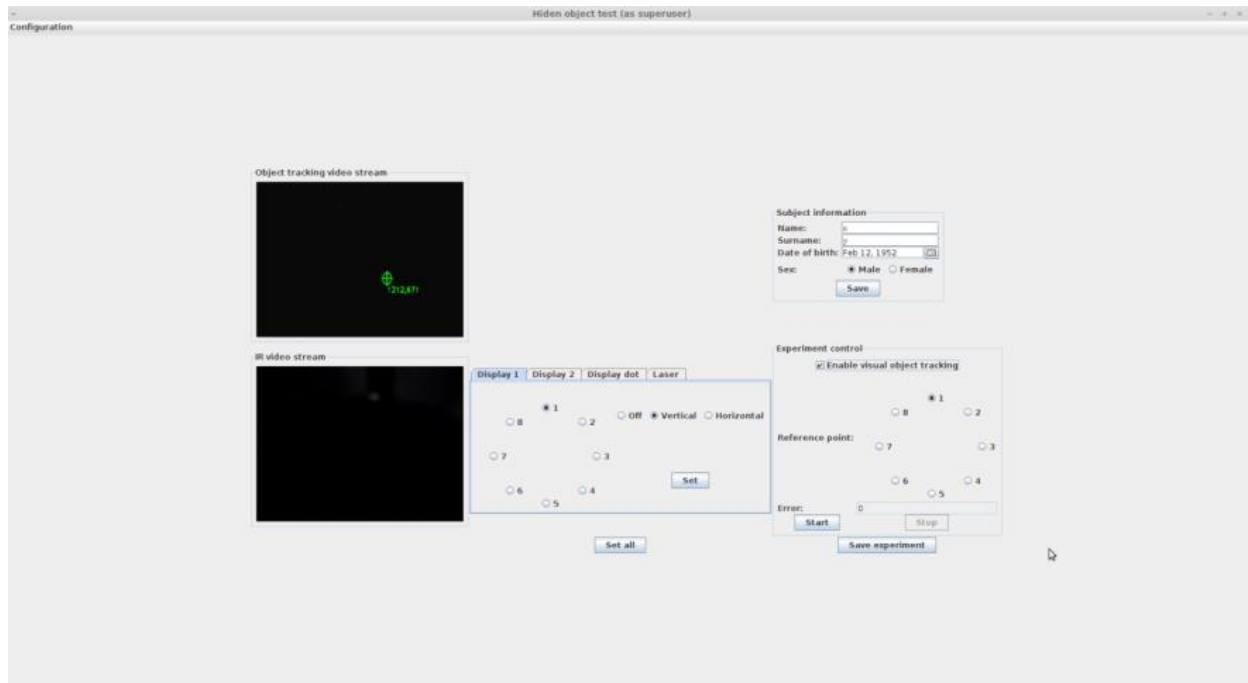 Hiden object test (as superuser)
Configuration
Object tracking video stream
1212,671
IR video stream
Display 1 Display 2 Display dot Laser
1
8 2
Off Vertical Horizontal
7 3
Set
6 4
5
Set all
Subject information
Name: x
Surname: y
Date of birth: Feb 12, 1952
Sex: Male Female
Save
Experiment control
Enable visual object tracking
1
8 2
Reference point:
7 3
6 4
5
Error: 0
Start Stop
Save experiment